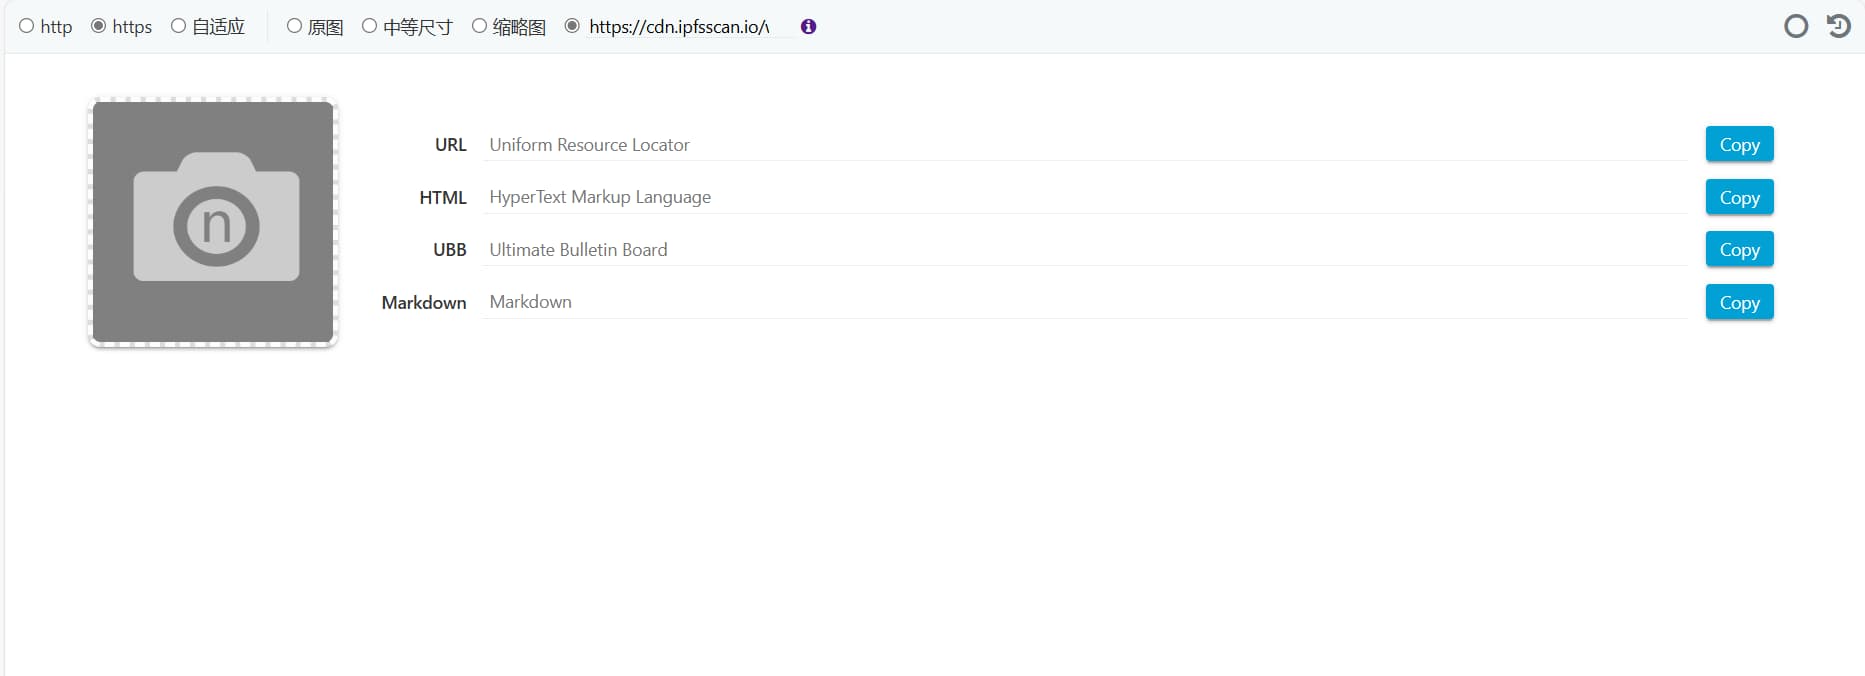 http https 自适应 原图 中等尺寸 缩略图 https://cdn.ipfsscan.io/
n
URL Uniform Resource Locator Copy
HTML HyperText Markup Language Copy
UBB Ultimate Bulletin Board Copy
Markdown Markdown Copy